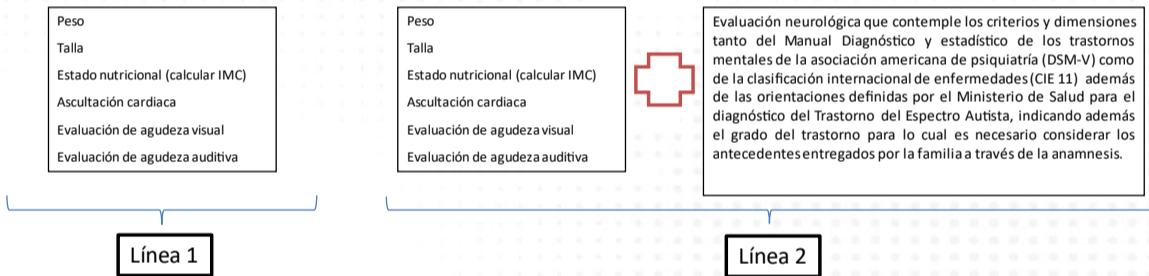 Peso
Talla
Estado nutricional (calcular IMC)
Ascultación cardiaca
Evaluación de agudeza visual
Evaluación de agudeza auditiva
Línea 1
Peso
Talla
Estado nutricional (calcular IMC)
Ascultación cardiaca
Evaluación de agudeza visual
Evaluación de agudeza auditiva
Evaluación neurológica que contemple los criterios y dimensiones
tanto del Manual Diagnóstico y estadístico de los trastornos
mentales de la asociación americana de psiquiatría (DSM-V) como
de la clasificación internacional de enfermedades (CIE 11) además
de las orientaciones definidas por el Ministerio de Salud para el
diagnóstico del Trastorno del Espectro Autista, indicando además
el grado del trastorno para lo cual es necesario considerar los
antecedentes entregados por la familia a través de la anamnesis.
Línea 2